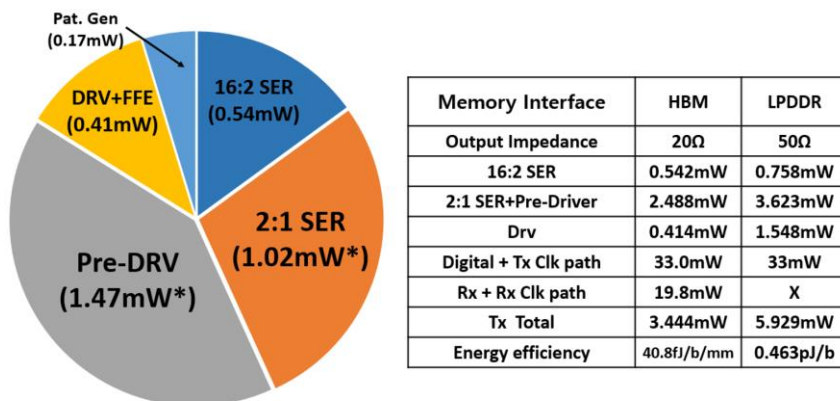 Pat. Gen
(0.17mW)
16:2 SER
(0.54mW)
DRV+FFE
(0.41mW)
2:1 SER
(1.02mW*)
Pre-DRV
(1.47mW*)
Memory Interface HBM LPDDR
Output Impedance 20Ω 50Ω
16:2 SER 0.542mW 0.758mW
2:1 SER+Pre-Driver 2.488mW 3.623mW
Drv 0.414mW 1.548mW
Digital + Tx Clk path 33.0mW 33mW
Rx + Rx Clk path 19.8mW X
Tx Total 3.444mW 5.929mW
Energy efficiency 40.8fJ/b/mm 0.463pJ/b